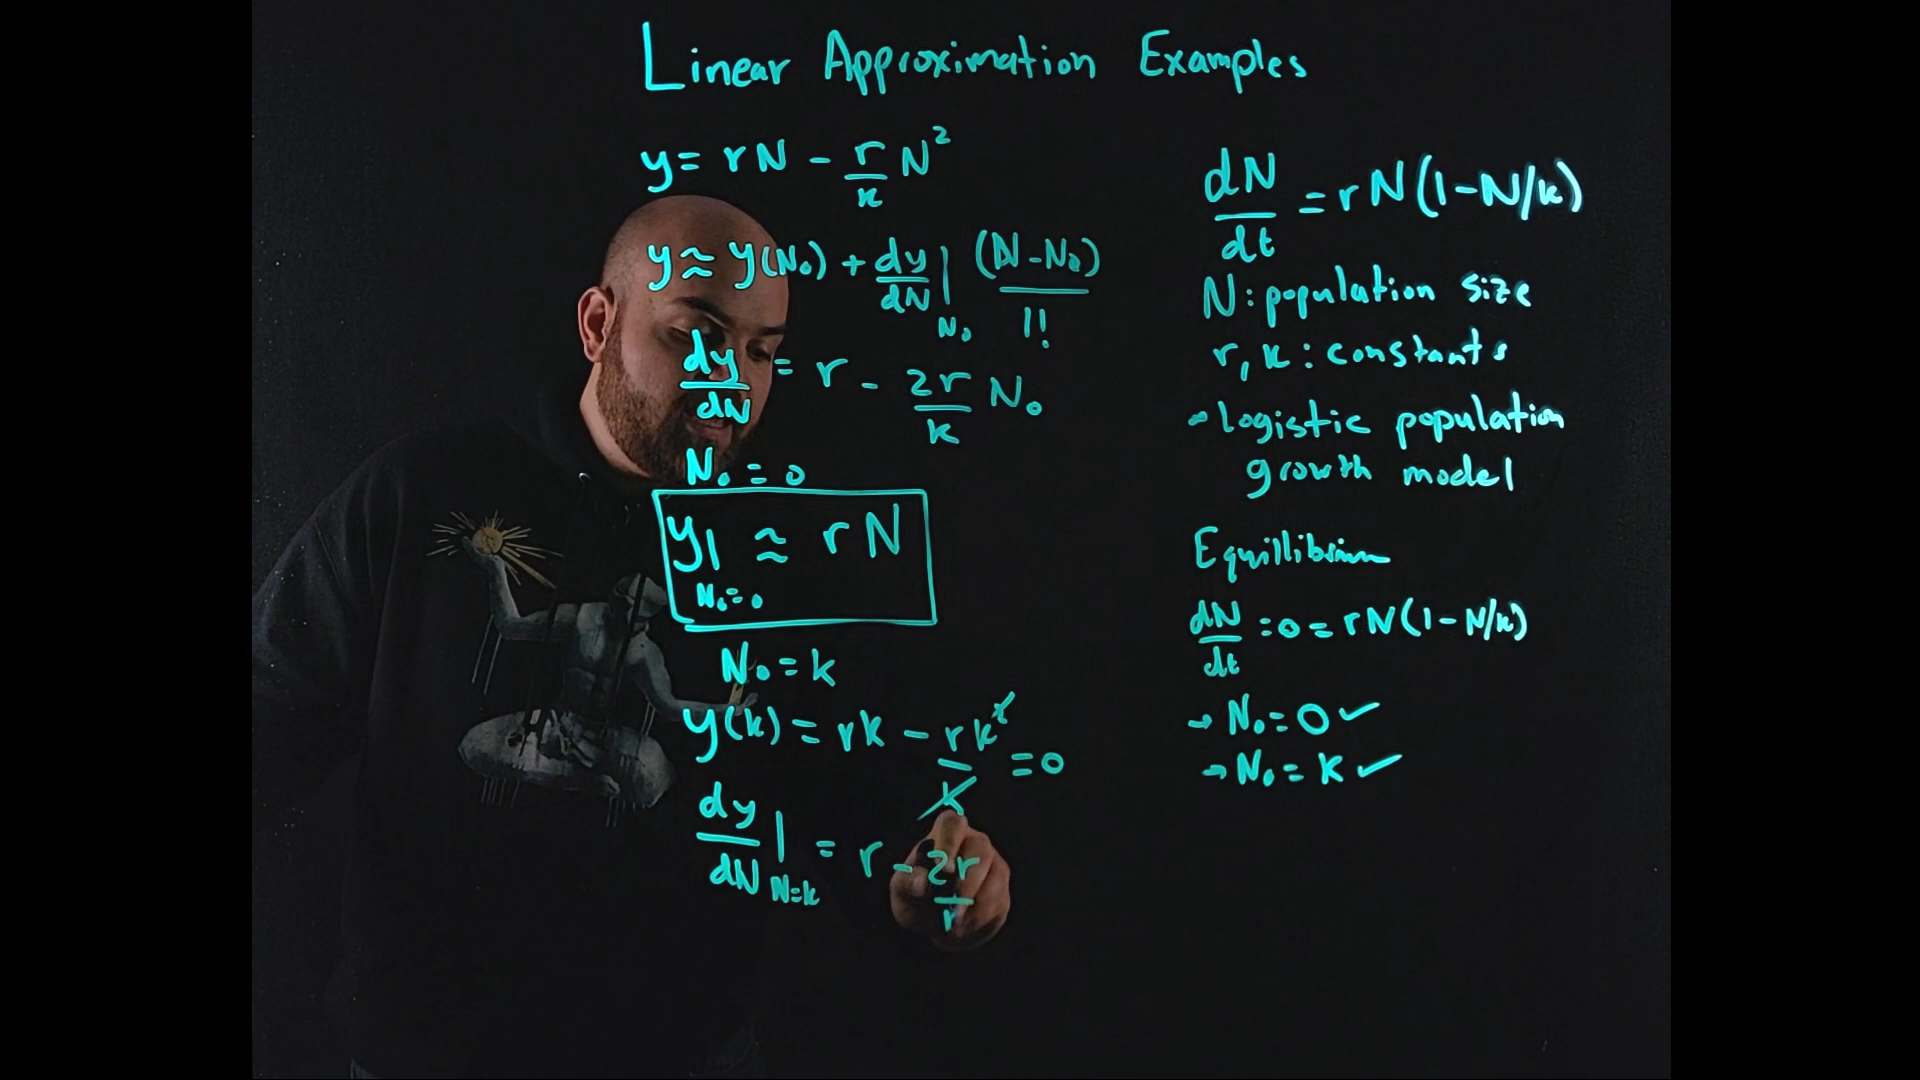 Linear Approximation Examples
y = rN - r/k N²
y ≈ y(N₀) + dy/dN |N₀ (N-N₀)/1!
dy/dN = r - 2r/k N₀
N₀ = 0
y₁ ≈ rN
N₀=0
N₀ = k
y(k) = rk - rk²/k = 0
dy/dN |N=k = r - 2r/
dN/dt = rN(1-N/k)
N: population size
r, k: constants
→ Logistic population
growth model
Equillibrium
dN/dt = 0 = rN(1-N/k)
→ N₀ = 0 ✓
→ N₀ = K ✓